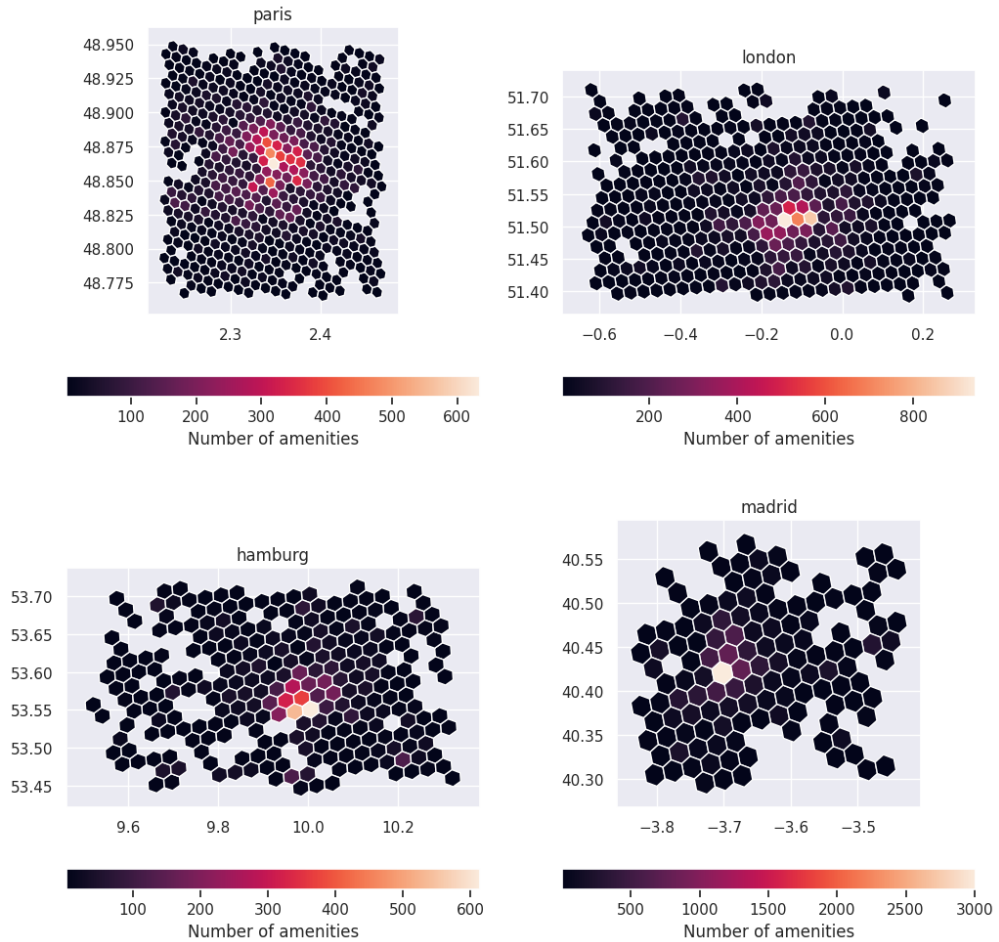 paris
48.950
48.925
48.900
48.875
48.850
48.825
48.800
48.775
2.3 2.4
100 200 300 400 500 600
Number of amenities
london
51.70
51.65
51.60
51.55
51.50
51.45
51.40
−0.6 −0.4 −0.2 0.0 0.2
200 400 600 800
Number of amenities
hamburg
53.70
53.65
53.60
53.55
53.50
53.45
9.6 9.8 10.0 10.2
100 200 300 400 500 600
Number of amenities
madrid
40.55
40.50
40.45
40.40
40.35
40.30
−3.8 −3.7 −3.6 −3.5
500 1000 1500 2000 2500 3000
Number of amenities